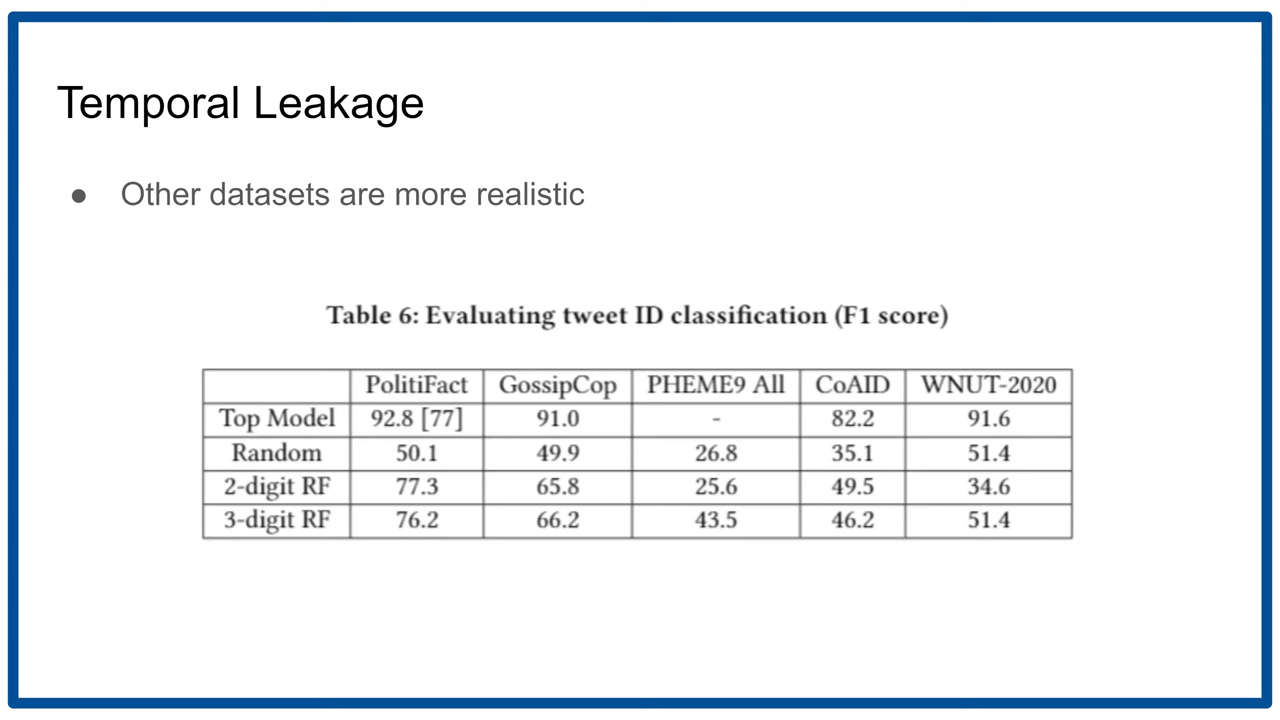 Temporal Leakage
● Other datasets are more realistic
Table 6: Evaluating tweet ID classification (F1 score)
PolitiFact GossipCop PHEME9 All CoAID WNUT-2020
Top Model 92.8 [77] 91.0 - 82.2 91.6
Random 50.1 49.9 26.8 35.1 51.4
2-digit RF 77.3 65.8 25.6 49.5 34.6
3-digit RF 76.2 66.2 43.5 46.2 51.4